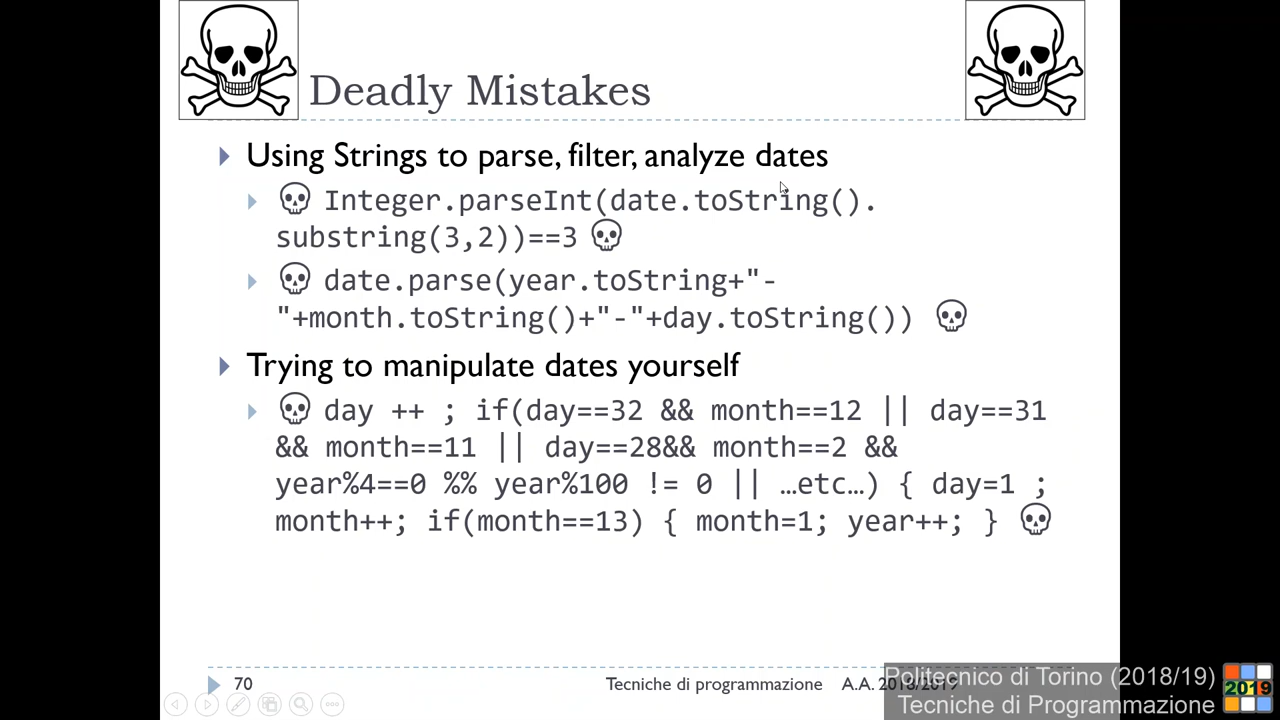 Deadly Mistakes
Using Strings to parse, filter, analyze dates
Integer.parseInt(date.toString().
substring(3,2))==3
date.parse(year.toString+"-
"+month.toString()+"-"+day.toString())
Trying to manipulate dates yourself
day ++ ; if(day==32 && month==12 || day==31
&& month==11 || day==28&& month==2 &&
year%4==0 %% year%100 != 0 || …etc…) { day=1 ;
month++; if(month==13) { month=1; year++; }
70
Tecniche di programmazione A.A. 2018/2019
Politecnico di Torino (2018/19)
Tecniche di Programmazione
2019